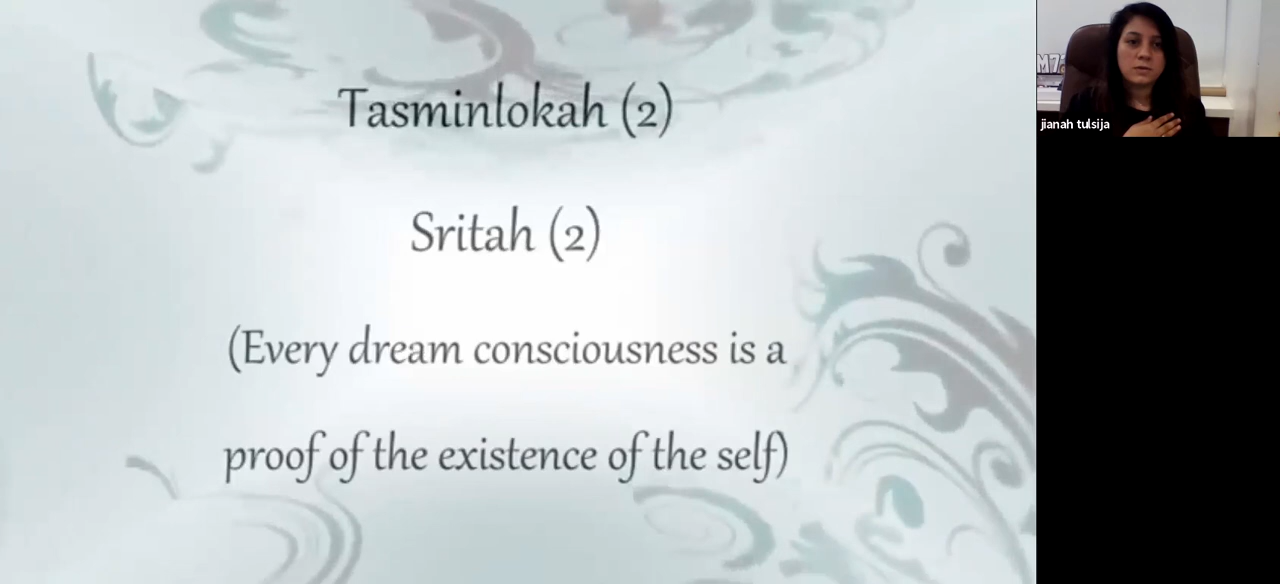 Tasminlokah (2)
Sritah (2)
(Every dream consciousness is a
proof of the existence of the self)
jianah tulsija